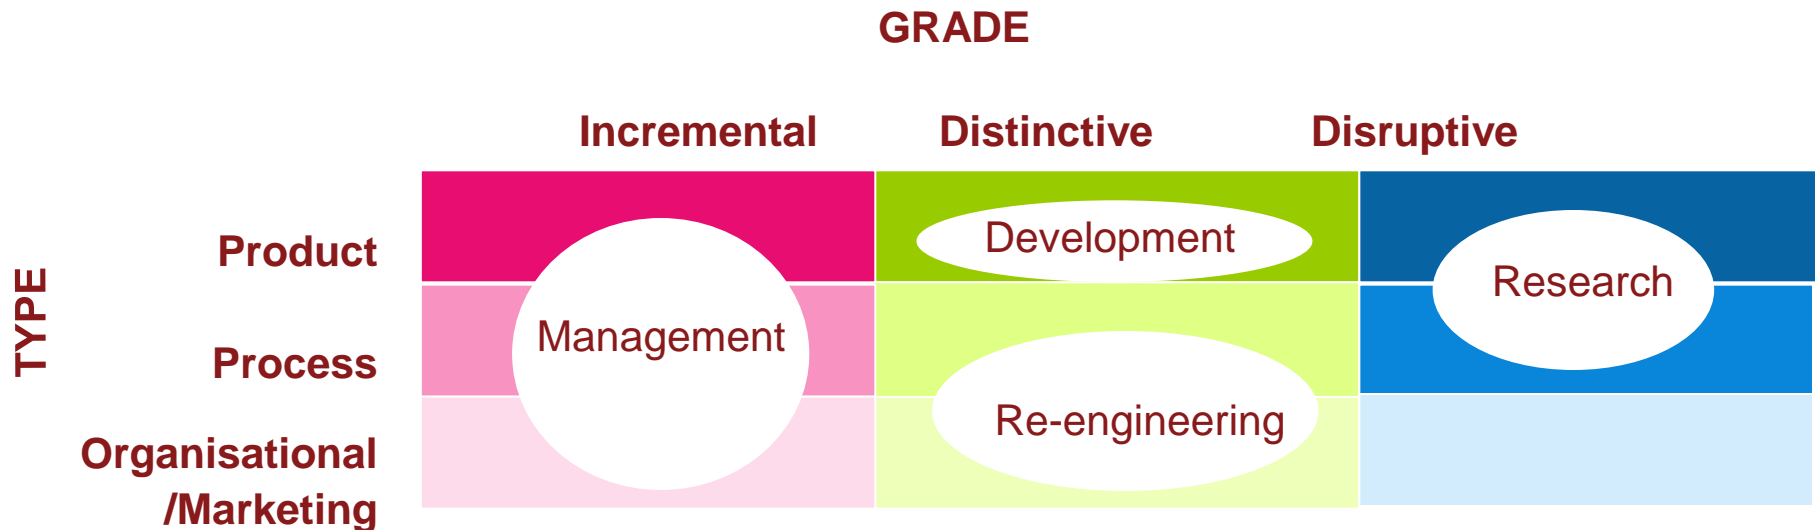 GRADE
Incremental Distinctive Disruptive
TYPE
Product
Process
Organisational
/Marketing
Management
Development
Re-engineering
Research